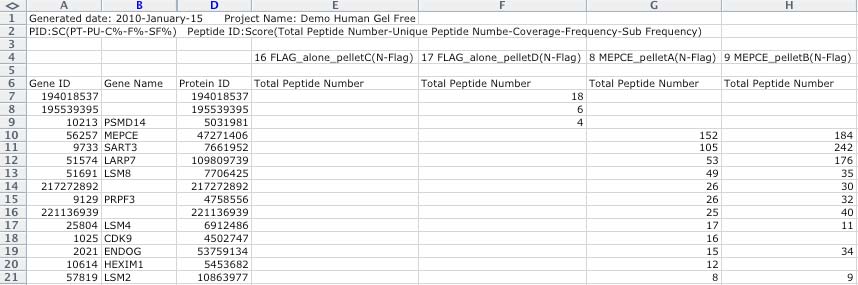 A B D E F G H
1 Generated date: 2010-January-15 Project Name: Demo Human Gel Free
2 PID:SC(PT-PU-C%-F%-SF%) Peptide ID:Score(Total Peptide Number-Unique Peptide Numbe-Coverage-Frequency-Sub Frequency)
3
4 16 FLAG_alone_pelletC(N-Flag) 17 FLAG_alone_pelletD(N-Flag) 8 MEPCE_pelletA(N-Flag) 9 MEPCE_pelletB(N-Flag)
5
6 Gene ID Gene Name Protein ID Total Peptide Number Total Peptide Number Total Peptide Number Total Peptide Number
7 194018537 194018537 18
8 195539395 195539395 6
9 10213 PSMD14 5031981 4
10 56257 MEPCE 47271406 152 184
11 9733 SART3 7661952 105 242
12 51574 LARP7 109809739 53 176
13 51691 LSM8 7706425 49 35
14 217272892 217272892 26 30
15 9129 PRPF3 4758556 26 32
16 221136939 221136939 25 40
17 25804 LSM4 6912486 17 11
18 1025 CDK9 4502747 16
19 2021 ENDOG 53759134 15 34
20 10614 HEXIM1 5453682 12
21 57819 LSM2 10863977 8 9